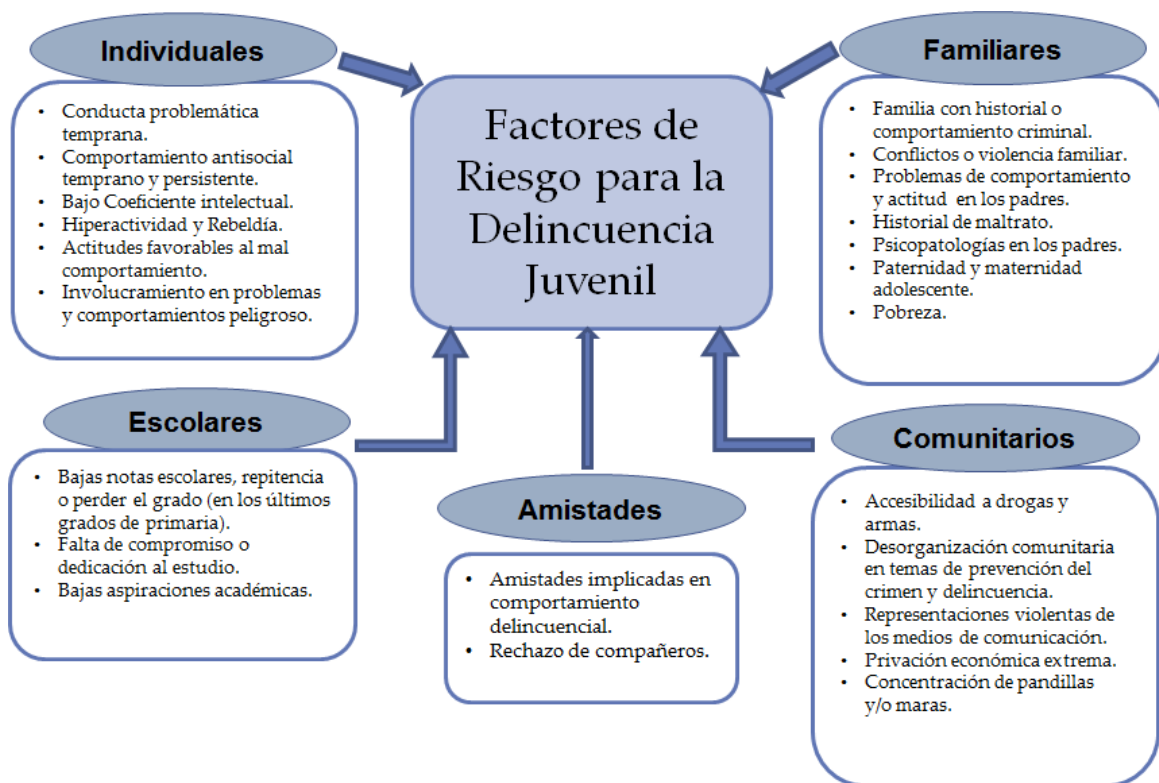 Individuales
• Conducta problemática
temprana.
• Comportamiento antisocial
temprano y persistente.
• Bajo Coeficiente intelectual.
• Hiperactividad y Rebeldía.
• Actitudes favorables al mal
comportamiento.
• Involucramiento en problemas
y comportamientos peligroso.
Factores de
Riesgo para la
Delincuencia
Juvenil
Familiares
• Familia con historial o
comportamiento criminal.
• Conflictos o violencia familiar.
• Problemas de comportamiento
y actitud en los padres.
• Historial de maltrato.
• Psicopatologías en los padres.
• Paternidad y maternidad
adolescente.
• Pobreza.
Escolares
• Bajas notas escolares, repitencia
o perder el grado (en los últimos
grados de primaria).
• Falta de compromiso o
dedicación al estudio.
• Bajas aspiraciones académicas.
Amistades
• Amistades implicadas en
comportamiento
delincuencial.
• Rechazo de compañeros.
Comunitarios
• Accesibilidad a drogas y
armas.
• Desorganización comunitaria
en temas de prevención del
crimen y delincuencia.
• Representaciones violentas de
los medios de comunicación.
• Privación económica extrema.
• Concentración de pandillas
y/o maras.